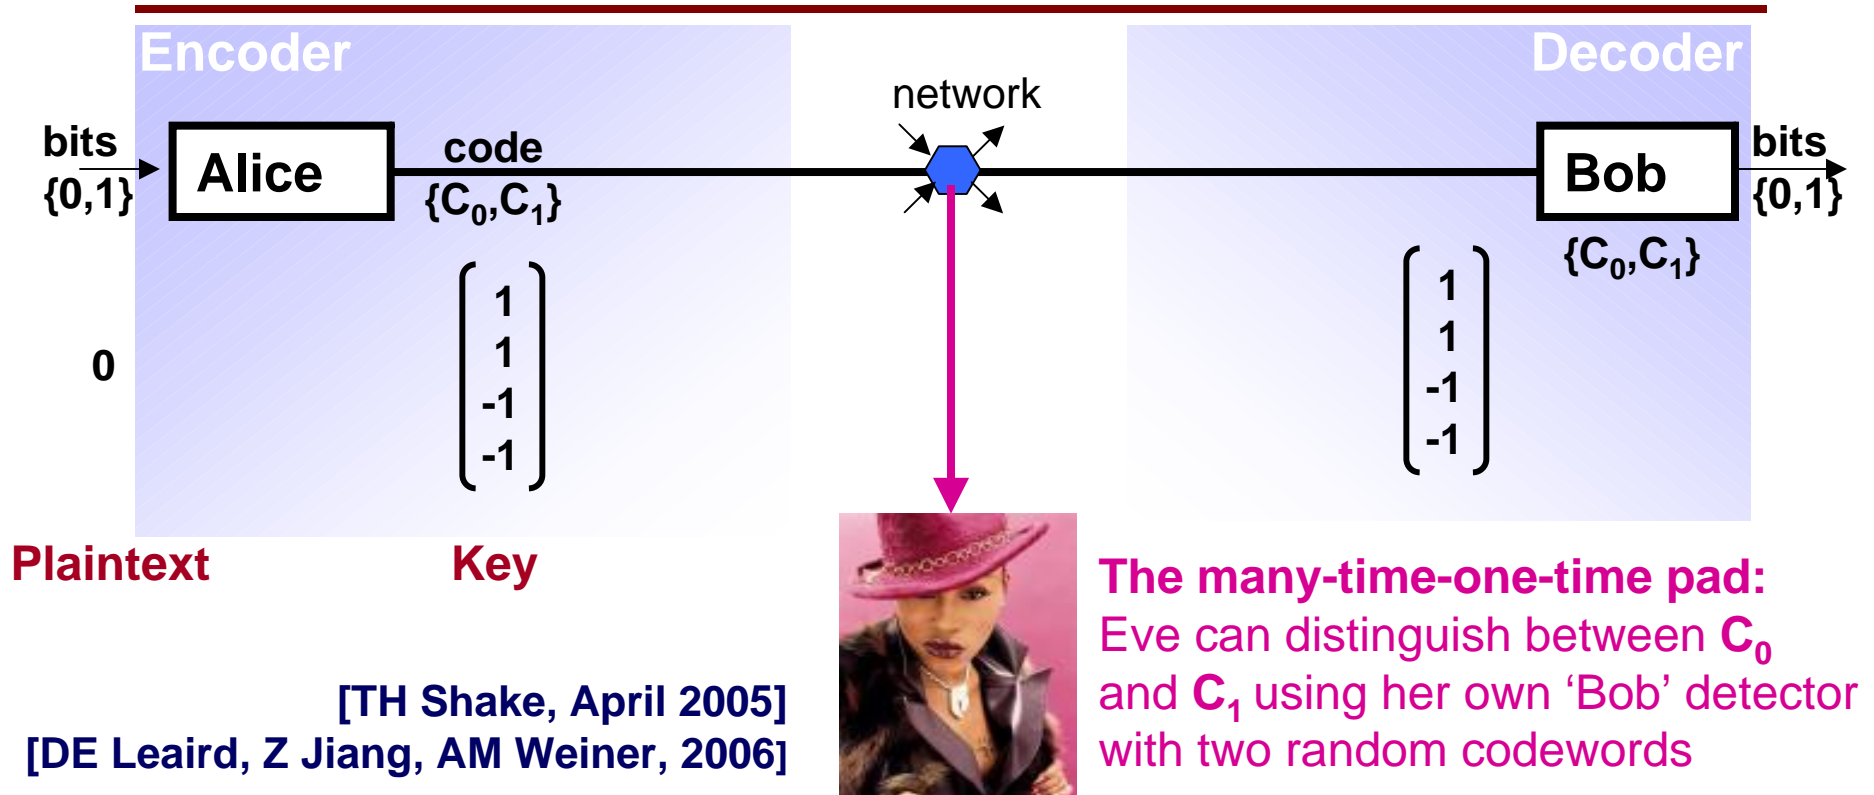 Encoder
Decoder
network
bits
{0,1}
Alice
code
{C0,C1}
Bob
bits
{0,1}
{C0,C1}
0
1
1
-1
-1
1
1
-1
-1
Plaintext
Key
[TH Shake, April 2005]
[DE Leaird, Z Jiang, AM Weiner, 2006]
The many-time-one-time pad:
Eve can distinguish between C0
and C1 using her own ‘Bob’ detector
with two random codewords